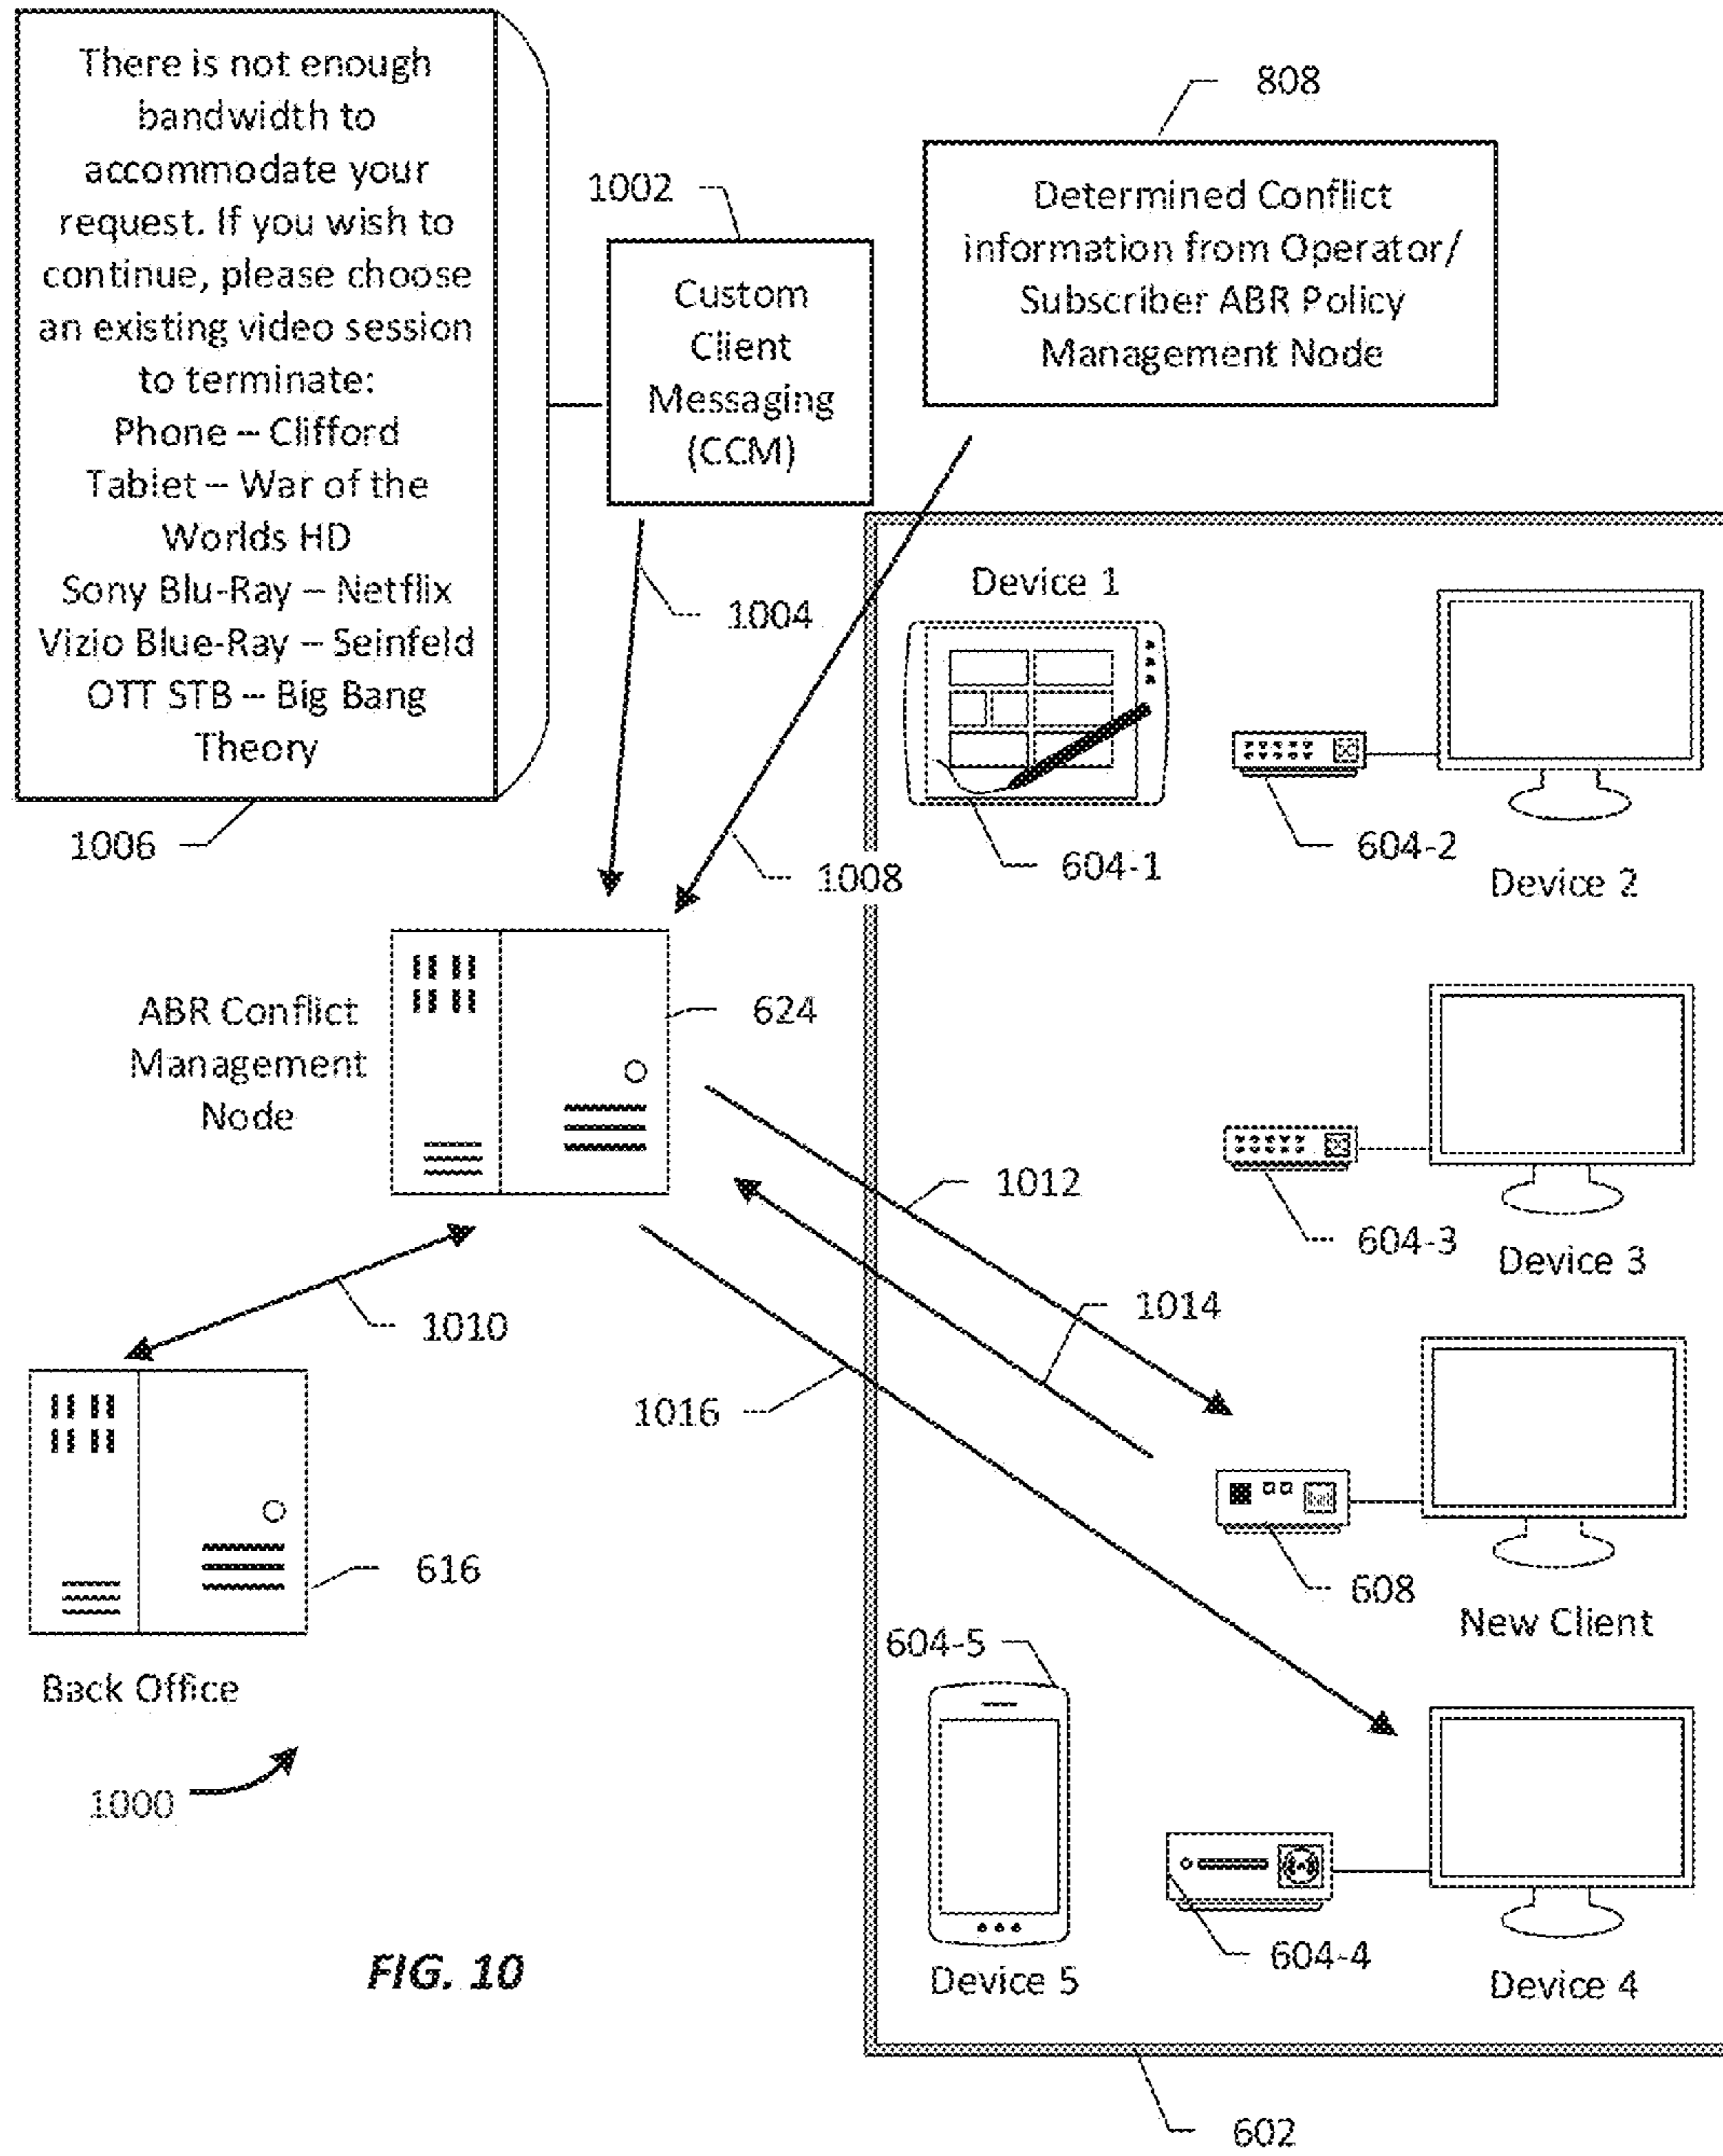 There is not enough
bandwidth to
accommodate your
request. If you wish to
continue, please choose
an existing video session
to terminate:
Phone – Clifford
Tablet – War of the
Worlds HD
Sony Blu-Ray – Netflix
Vizio Blue-Ray – Seinfeld
OTT STB – Big Bang
Theory
1006
1002
Custom
Client
Messaging
(CCM)
808
Determined Conflict
information from Operator/
Subscriber ABR Policy
Management Node
1004
1008
Device 1
604-1
604-2
Device 2
ABR Conflict
Management
Node
624
604-3
Device 3
1012
1014
1010
1016
616
Back Office
608
New Client
604-5
Device 5
604-4
Device 4
1000
FIG. 10
602